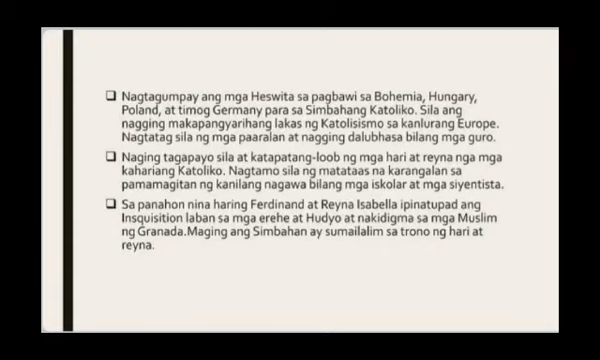 Nagtagumpay ang mga Heswita sa pagbawi sa Bohemia, Hungary,
Poland, at timog Germany para sa Simbahang Katoliko. Sila ang
nagging makapangyarihang lakas ng Katolisismo sa kanlurang Europe.
Nagtatag sila ng mga paaralan at nagging dalubhasa bilang mga guro.
Naging tagapayo sila at katapatang-loob ng mga hari at reyna nga mga
kahariang Katoliko. Nagtamo sila ng matataas na karangalan sa
pamamagitan ng kanilang nagawa bilang mga iskolar at mga siyentista.
Sa panahon nina haring Ferdinand at Reyna Isabella ipinatupad ang
Insquisition laban sa mga erehe at Hudyo at nakidigma sa mga Muslim
ng Granada.Maging ang Simbahan ay sumailalim sa trono ng hari at
reyna.